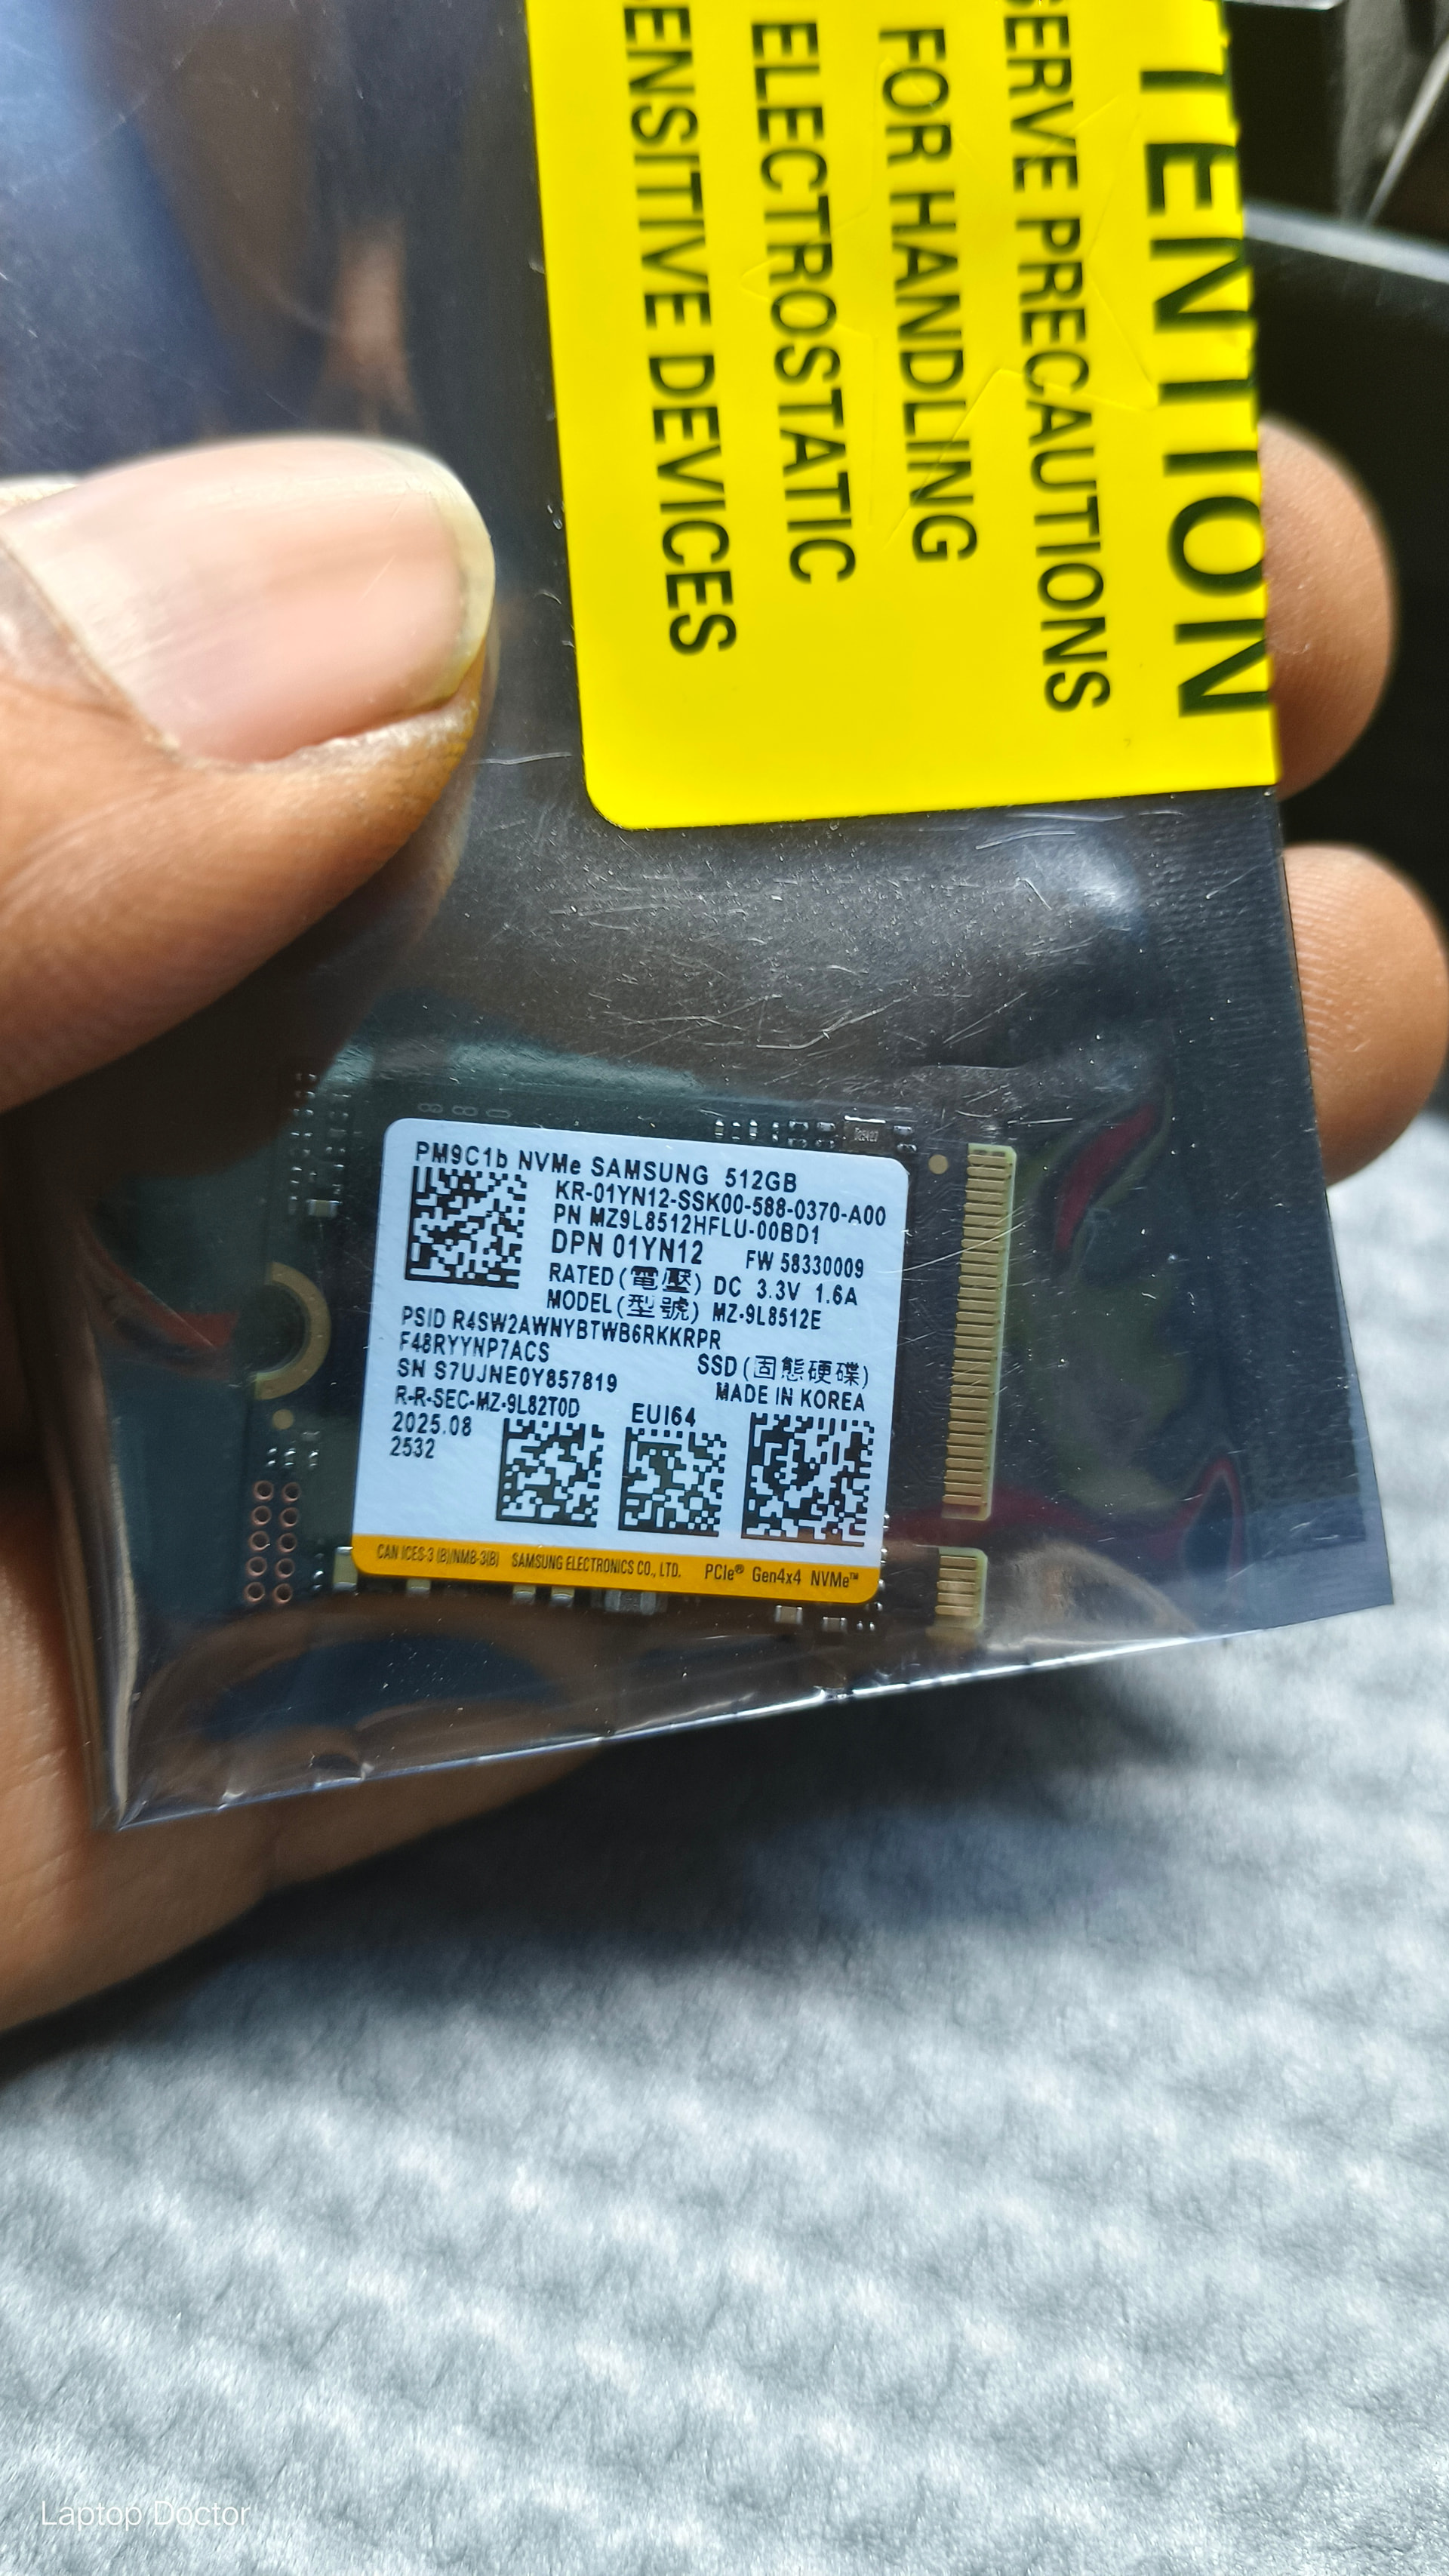 TENTION
SERVE PRECAUTIONS
FOR HANDLING
ELECTROSTATIC
ENSITIVE DEVICES
PM9C1b NVMe SAMSUNG 512GB
KR-01YN12-SSK00-588-0370-A00
PN MZ9L8512HFLU-00BD1
DPN 01YN12 FW 58330009
RATED(電壓) DC 3.3V 1.6A
MODEL(型號) MZ-9L8512E
PSID R4SW2AWNYBTWB6RKKRPR
F48RYYNP7ACS
SSD(固態硬碟)
SN S7UJNE0Y857819
MADE IN KOREA
R-R-SEC-MZ-9L82T0D
EUI64
2025.08
2532
CAN ICES-3 (B)/NMB-3(B) SAMSUNG ELECTRONICS CO., LTD. PCIe® Gen4x4 NVMe™
Laptop Doctor